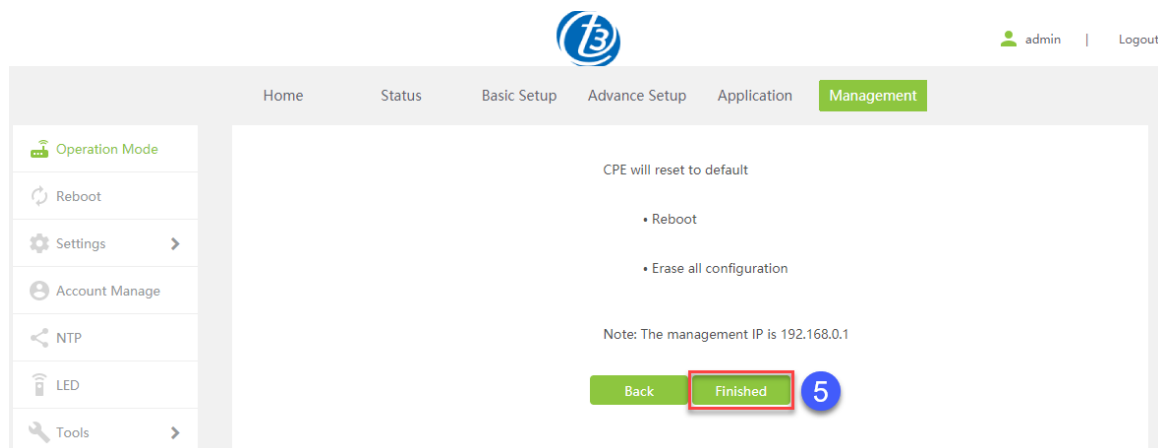 t3
admin | Logout
Home Status Basic Setup Advance Setup Application Management
Operation Mode
Reboot
Settings
Account Manage
NTP
LED
Tools
CPE will reset to default
• Reboot
• Erase all configuration
Note: The management IP is 192.168.0.1
Back Finished 5